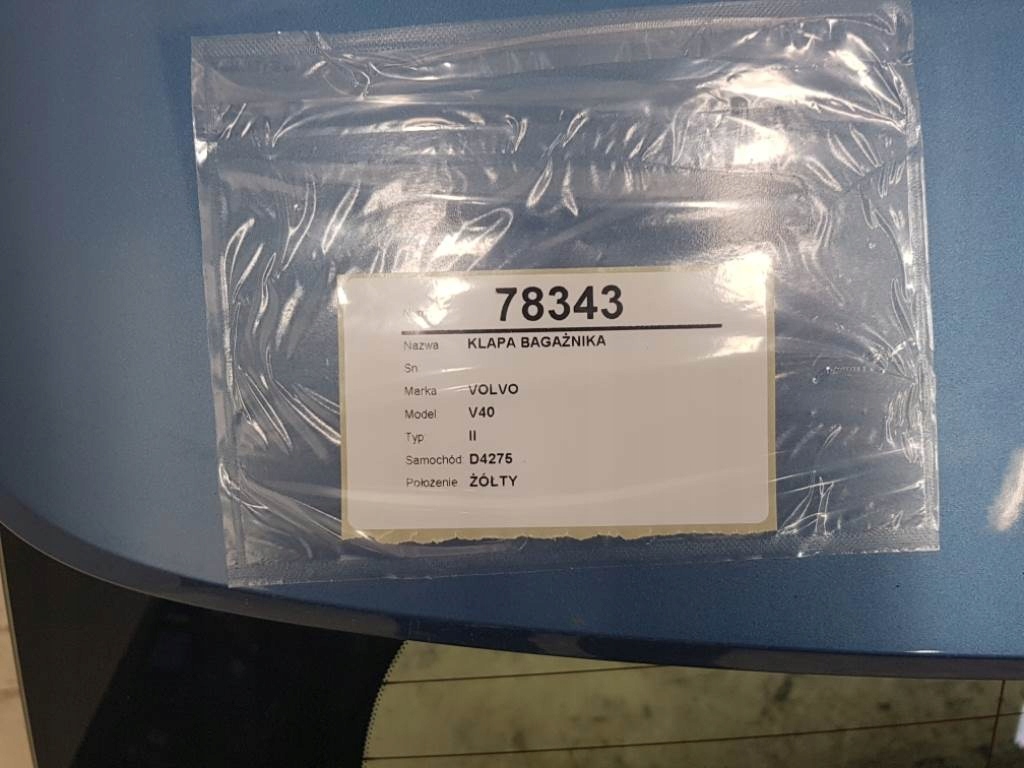 78343
Nazwa KLAPA BAGAŻNIKA
Sn
Marka VOLVO
Model V40
Typ II
Samochód: D4275
Położenie ŻÓŁTY